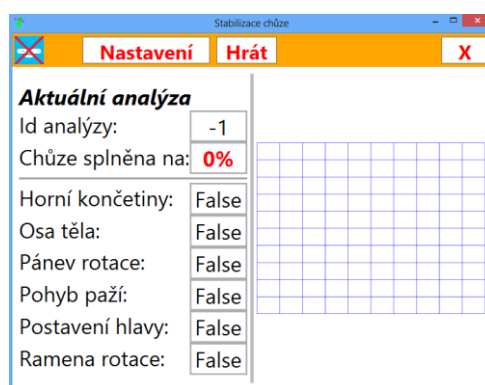 Stabilizace chůze
Nastavení Hrát X
Aktuální analýza
Id analýzy: -1
Chůze splněna na: 0%
Horní končetiny: False
Osa těla: False
Pánev rotace: False
Pohyb paží: False
Postavení hlavy: False
Ramena rotace: False